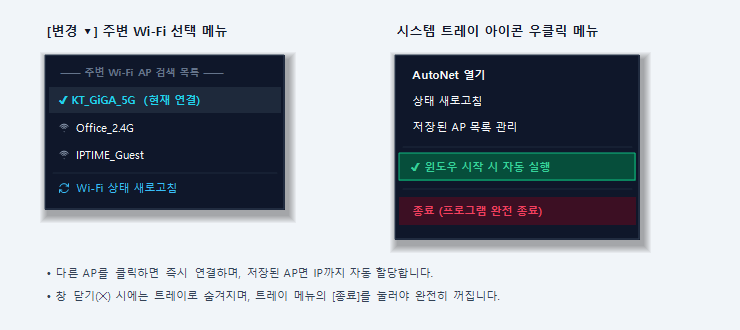 [변경 ▼] 주변 Wi-Fi 선택 메뉴
—— 주변 Wi-Fi AP 검색 목록 ——
✔ KT_GiGA_5G (현재 연결)
Office_2.4G
IPTIME_Guest
Wi-Fi 상태 새로고침
시스템 트레이 아이콘 우클릭 메뉴
AutoNet 열기
상태 새로고침
저장된 AP 목록 관리
✔ 윈도우 시작 시 자동 실행
종료 (프로그램 완전 종료)
• 다른 AP를 클릭하면 즉시 연결하며, 저장된 AP면 IP까지 자동 할당합니다.
• 창 닫기(X) 시에는 트레이로 숨겨지며, 트레이 메뉴의 [종료]를 눌러야 완전히 꺼집니다.